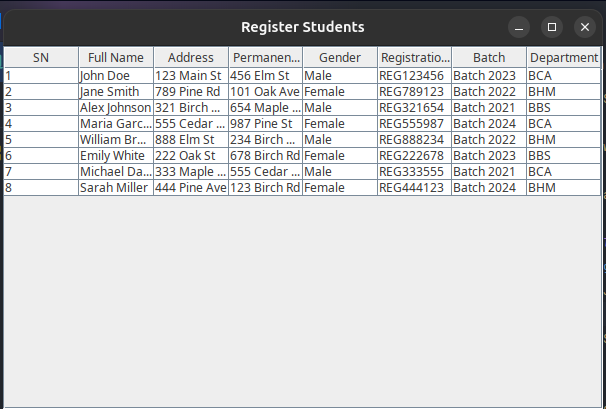 Register Students
SN Full Name Address Permanen... Gender Registratio... Batch Department
1 John Doe 123 Main St 456 Elm St Male REG123456 Batch 2023 BCA
2 Jane Smith 789 Pine Rd 101 Oak Ave Female REG789123 Batch 2022 BHM
3 Alex Johnson 321 Birch ... 654 Maple ... Male REG321654 Batch 2021 BBS
4 Maria Garc... 555 Cedar ... 987 Pine St Female REG555987 Batch 2024 BCA
5 William Br... 888 Elm St 234 Birch ... Male REG888234 Batch 2022 BHM
6 Emily White 222 Oak St 678 Birch Rd Female REG222678 Batch 2023 BBS
7 Michael Da... 333 Maple ... 555 Cedar ... Male REG333555 Batch 2021 BCA
8 Sarah Miller 444 Pine Ave 123 Birch Rd Female REG444123 Batch 2024 BHM